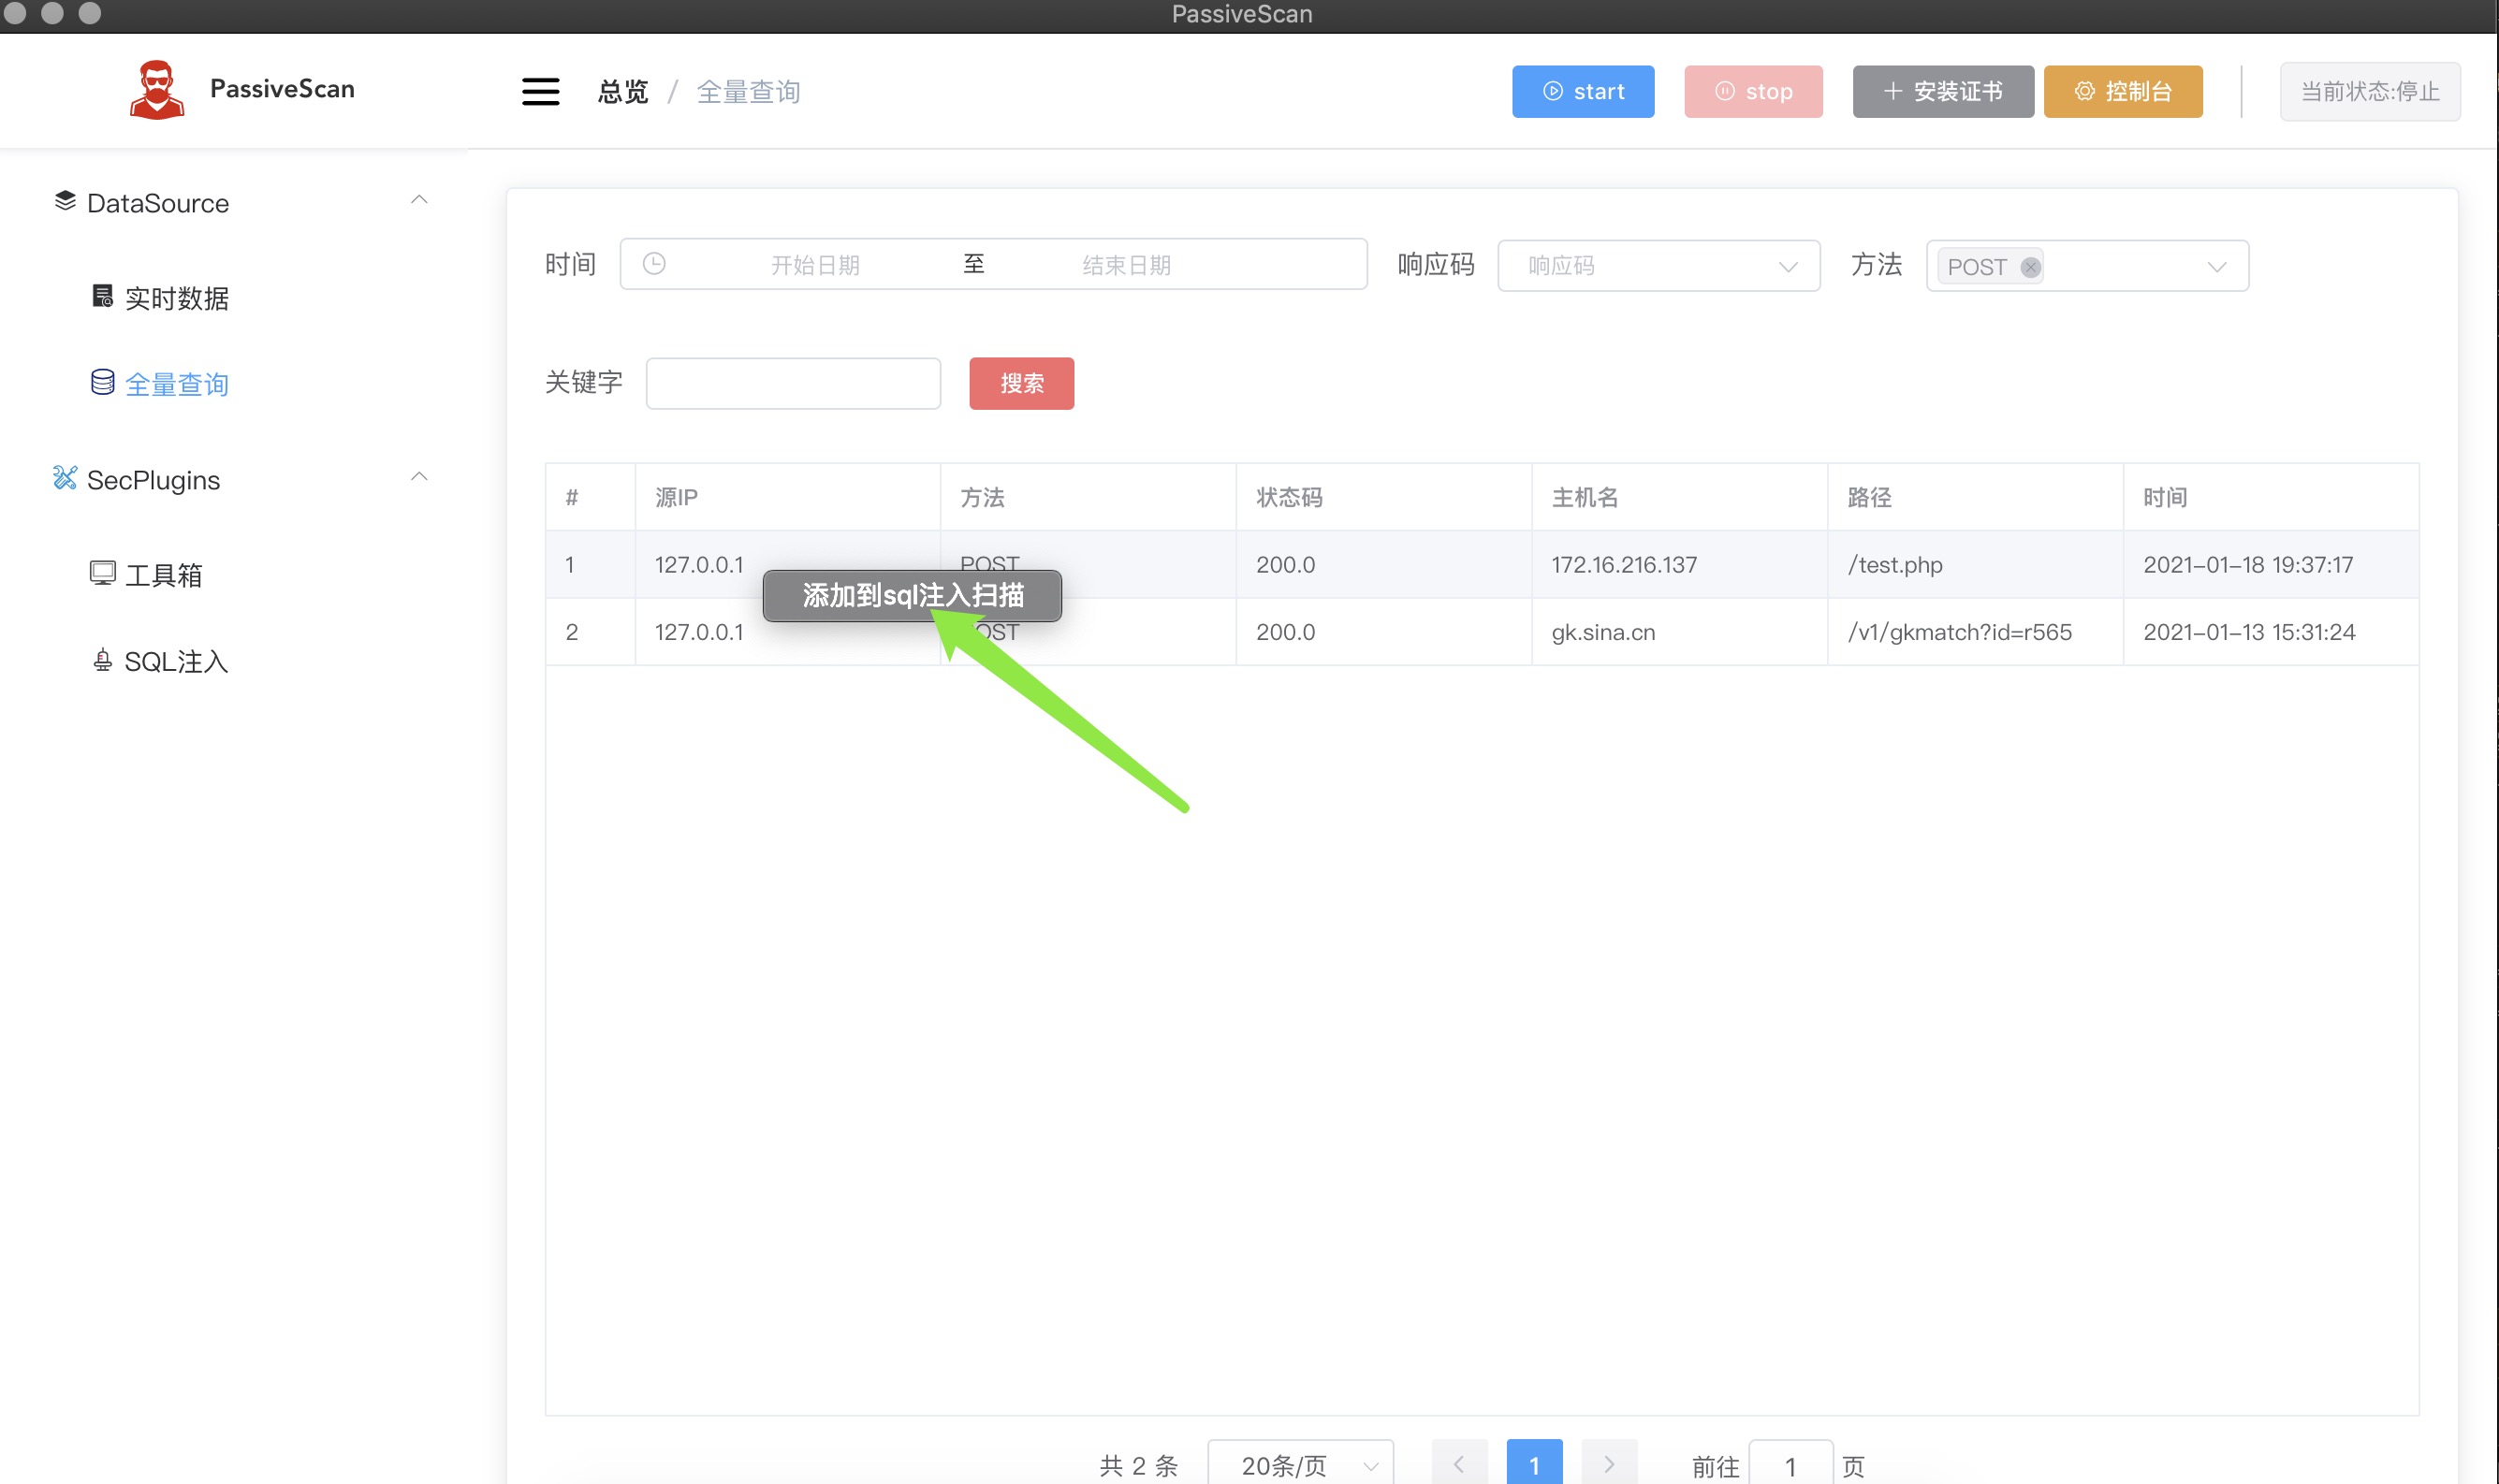 PassiveScan
PassiveScan
总览 / 全量查询
start
stop
安装证书
控制台
当前状态:停止
DataSource
实时数据
全量查询
SecPlugins
工具箱
SQL注入
时间 开始日期 至 结束日期 响应码 响应码 方法 POST
关键字 搜索
# 源IP 方法 状态码 主机名 路径 时间
1 127.0.0.1 POST 200.0 172.16.216.137 /test.php 2021-01-18 19:37:17
添加到sql注入扫描
2 127.0.0.1 POST 200.0 gk.sina.cn /v1/gkmatch?id=r565 2021-01-13 15:31:24
共 2 条 20条/页 1 前往 1 页